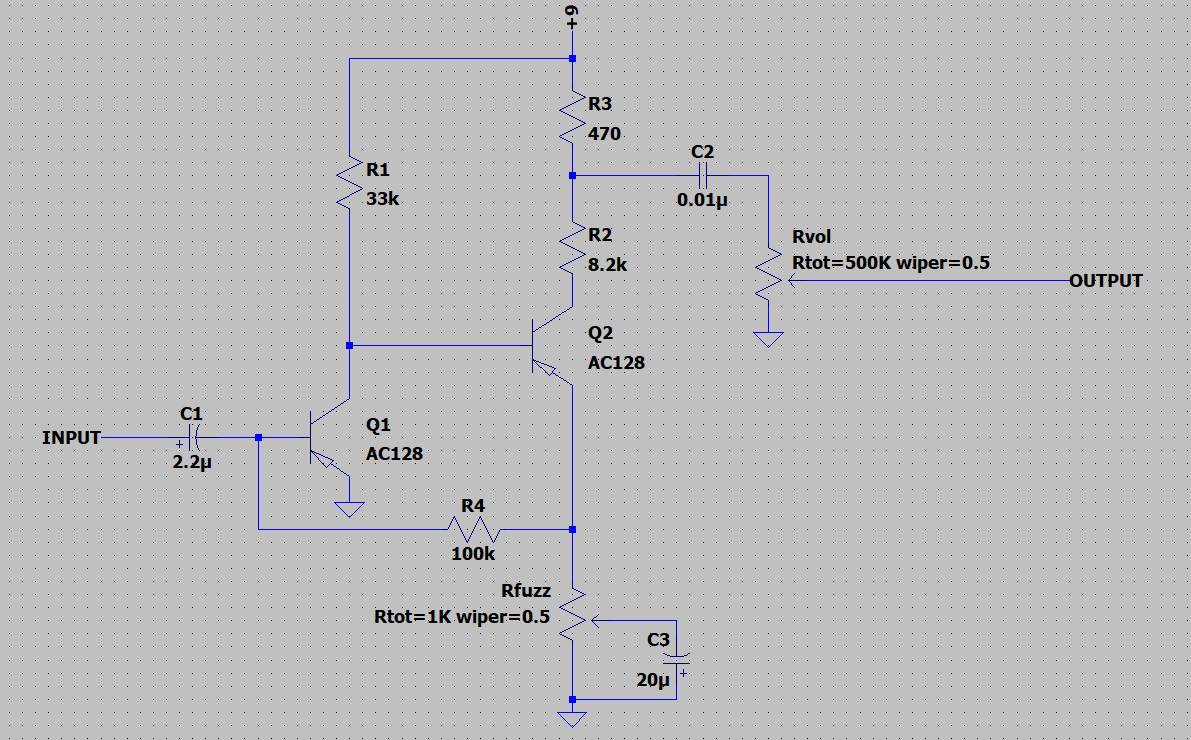 +9
R3
470
C2
0.01µ
R1
33k
R2
8.2k
Rvol
Rtot=500K wiper=0.5
OUTPUT
Q2
AC128
C1
INPUT
+
2.2µ
Q1
AC128
R4
100k
Rfuzz
Rtot=1K wiper=0.5
C3
20µ
+